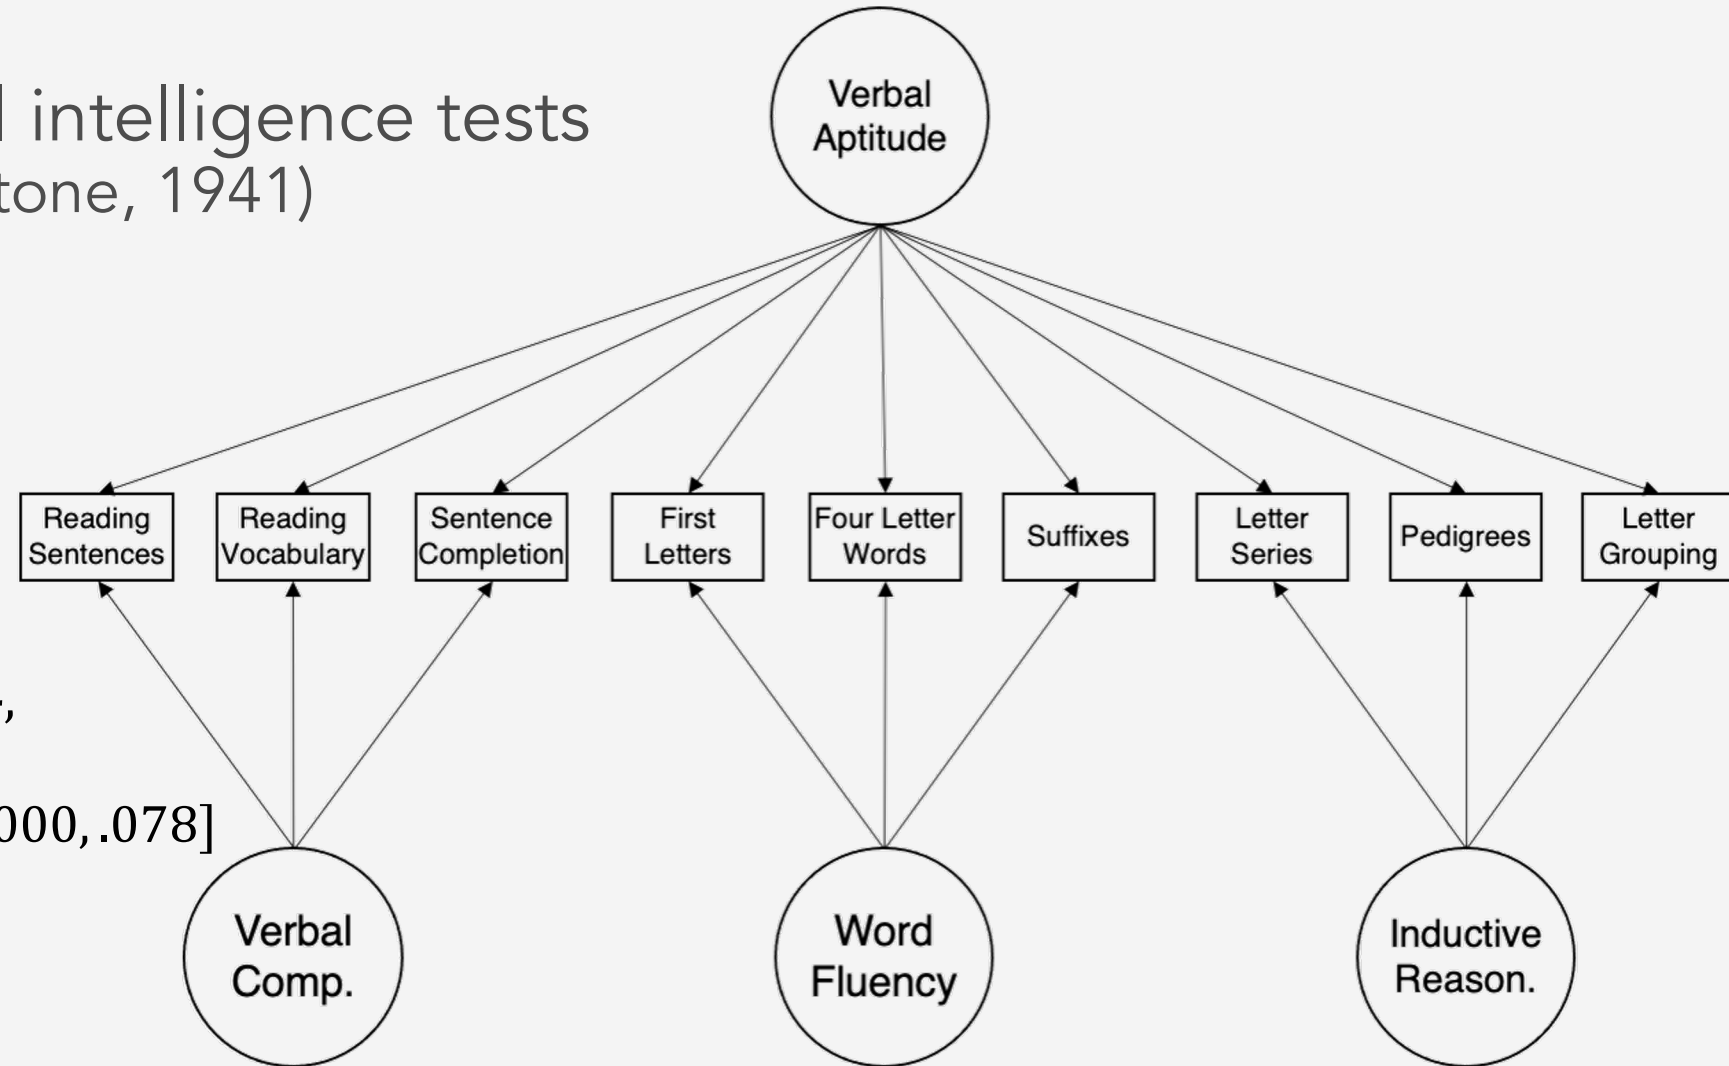 intelligence tests
tone, 1941)
Verbal
Aptitude
Reading
Sentences
Reading
Vocabulary
Sentence
Completion
First
Letters
Four Letter
Words
Suffixes
Letter
Series
Pedigrees
Letter
Grouping
,
000, .078]
Verbal
Comp.
Word
Fluency
Inductive
Reason.